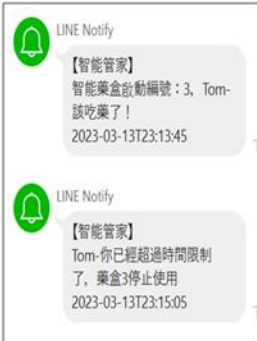 LINE Notify
【智能管家】
智能藥盒啟動編號：3，Tom-
該吃藥了！
2023-03-13T23:13:45
LINE Notify
【智能管家】
Tom-你已經超過時間限制
了，藥盒3停止使用
2023-03-13T23:15:05